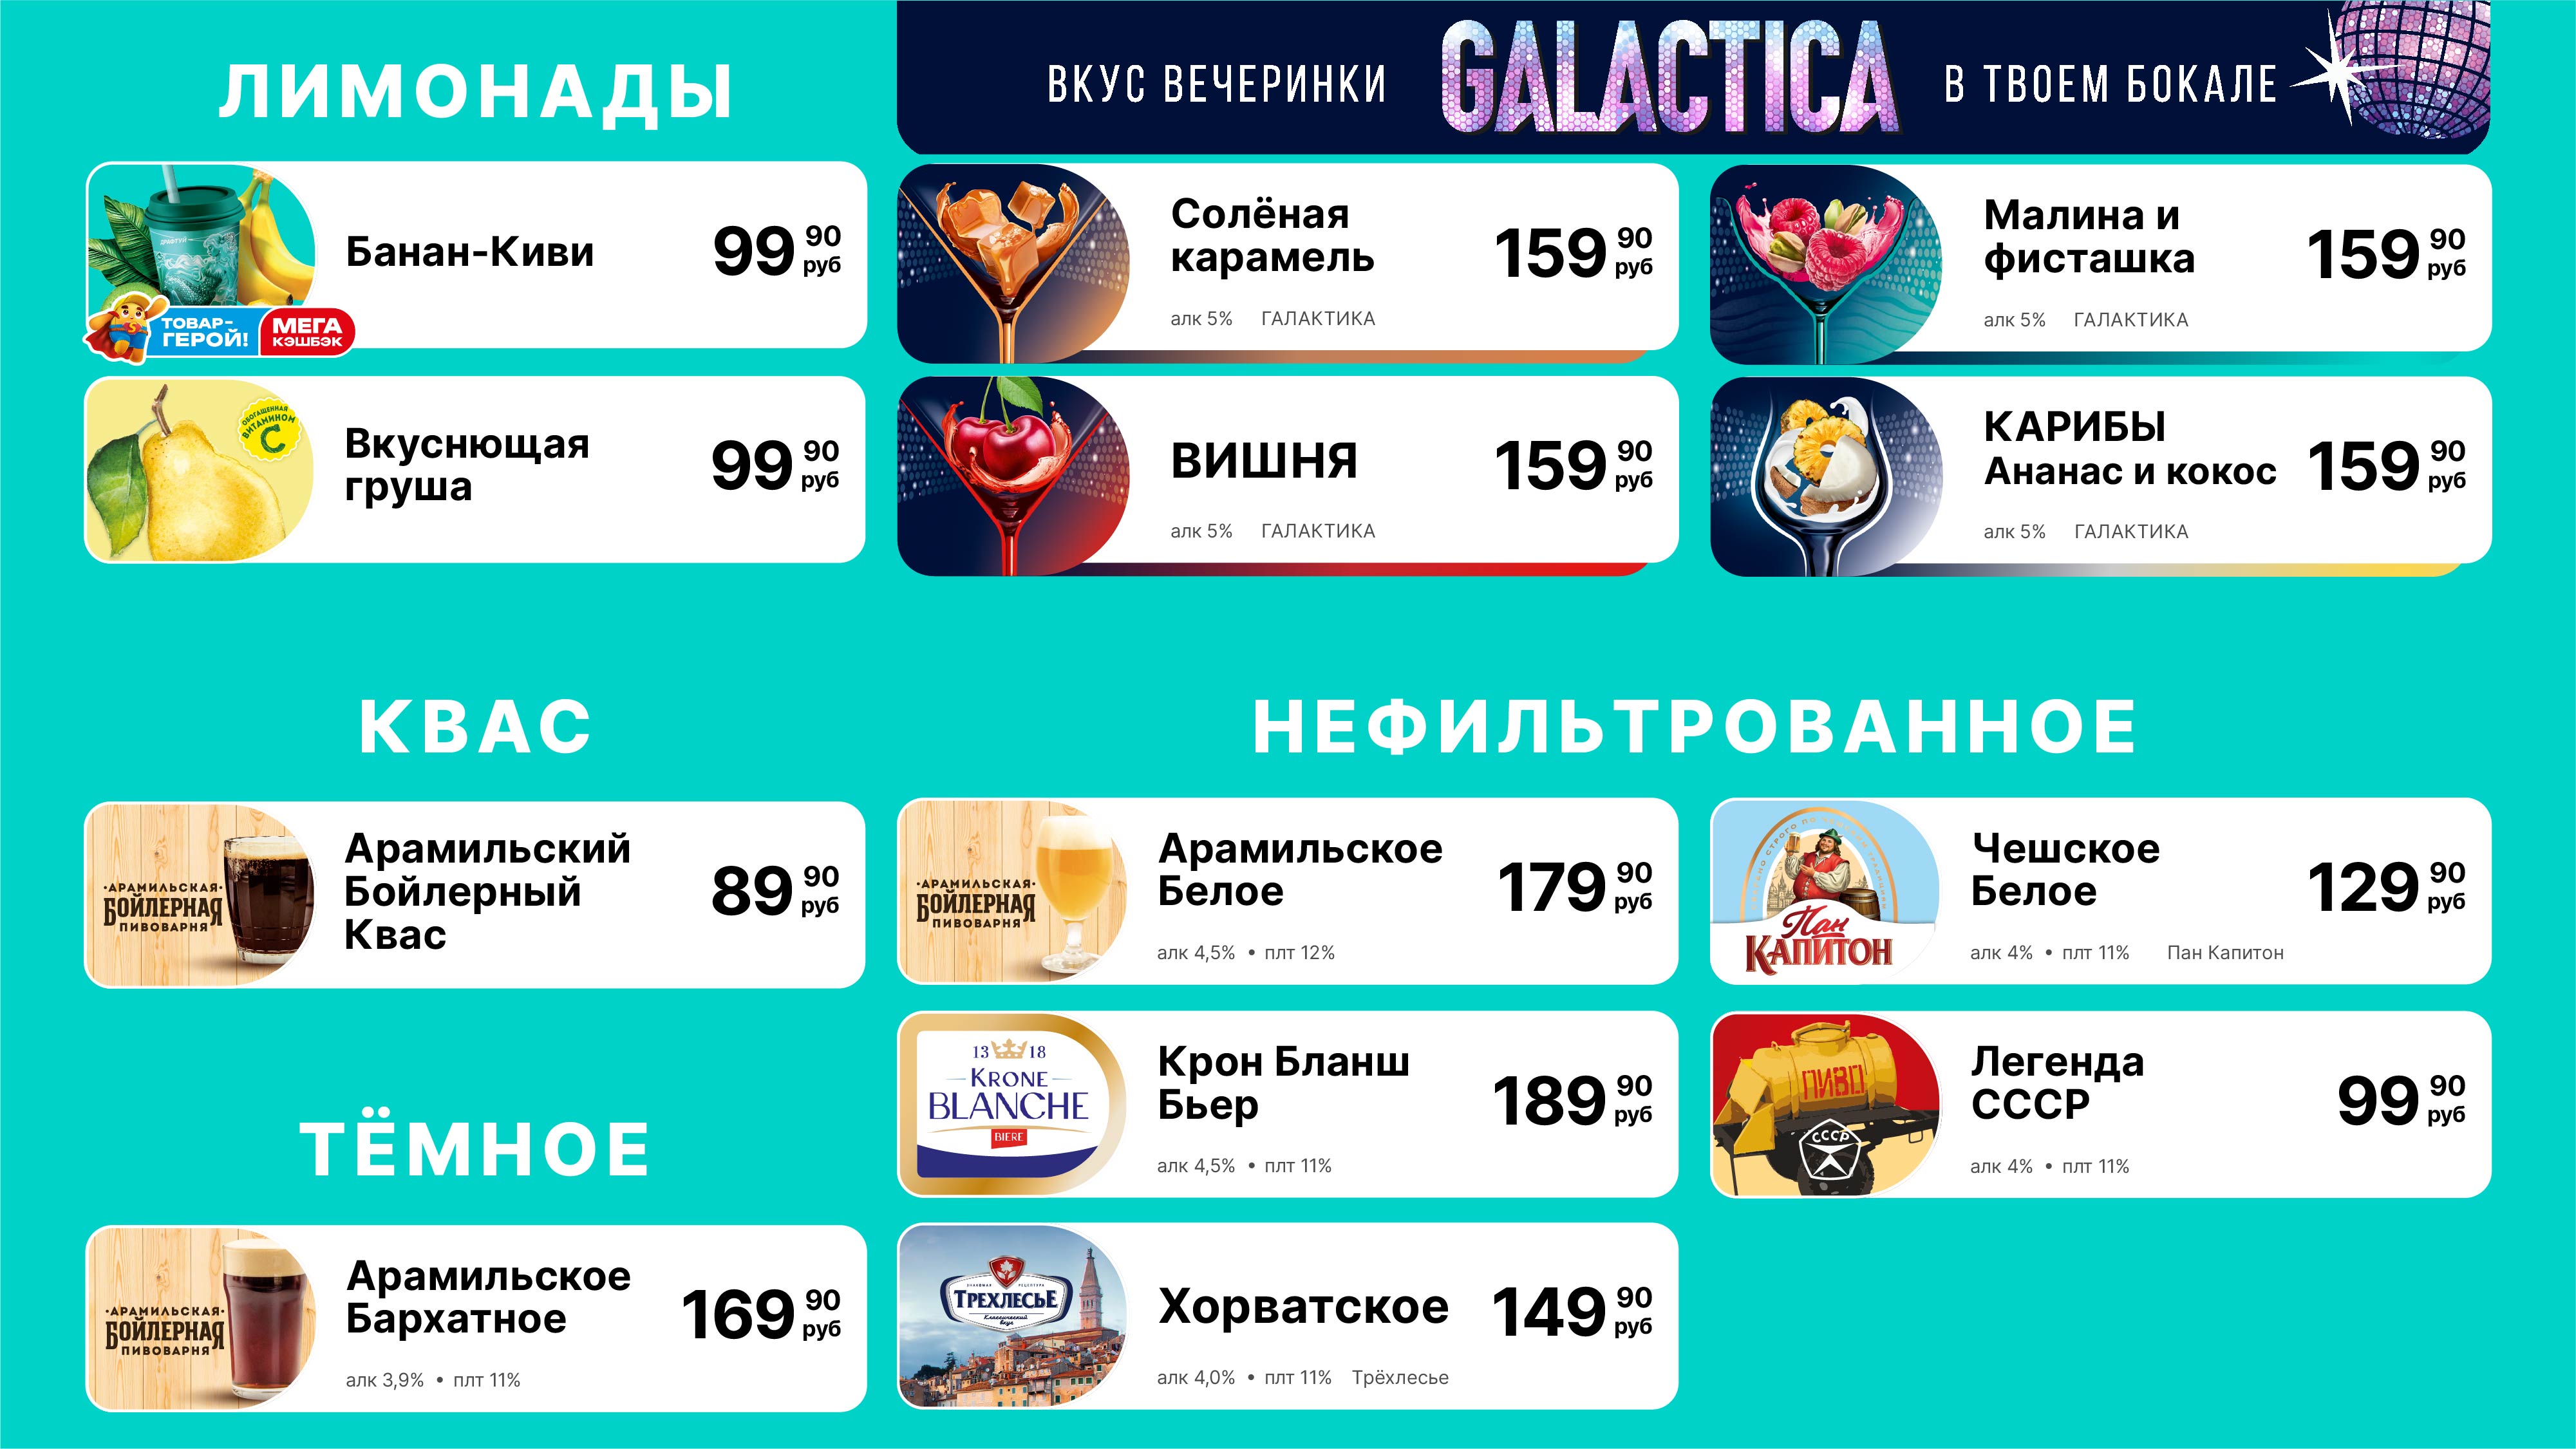 ЛИМОНАДЫ
Банан-Киви
99 90 руб
ДРАФТУЙ
ТОВАР-ГЕРОЙ!
МЕГА КЭШБЭК
Вкуснющая
груша
99 90 руб
ОБОГАЩЕННАЯ ВИТАМИНОМ C
ВКУС ВЕЧЕРИНКИ GALACTICA В ТВОЕМ БОКАЛЕ
Солёная
карамель
159 90 руб
алк 5% ГАЛАКТИКА
Малина и
фисташка
159 90 руб
алк 5% ГАЛАКТИКА
ВИШНЯ
159 90 руб
алк 5% ГАЛАКТИКА
КАРИБЫ
Ананас и кокос
159 90 руб
алк 5% ГАЛАКТИКА
КВАС
·АРАМИЛЬСКАЯ·
БОЙЛЕРНАЯ
ПИВОВАРНЯ
Арамильский
Бойлерный
Квас
89 90 руб
ТЁМНОЕ
·АРАМИЛЬСКАЯ·
БОЙЛЕРНАЯ
ПИВОВАРНЯ
Арамильское
Бархатное
169 90 руб
алк 3,9% • плт 11%
НЕФИЛЬТРОВАННОЕ
·АРАМИЛЬСКАЯ·
БОЙЛЕРНАЯ
ПИВОВАРНЯ
Арамильское
Белое
179 90 руб
алк 4,5% • плт 12%
Пан
КАПИТОН
Чешское
Белое
129 90 руб
алк 4% • плт 11% Пан Капитон
13 18
KRONE
BLANCHE
BIERE
Крон Бланш
Бьер
189 90 руб
алк 4,5% • плт 11%
ПИВО
СССР
Легенда
СССР
99 90 руб
алк 4% • плт 11%
ТРЕХЛЕСЬЕ
Классический
вкус
Хорватское
149 90 руб
алк 4,0% • плт 11% Трёхлесье